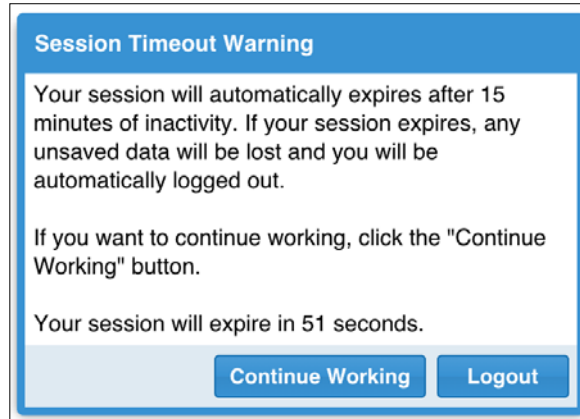 Session Timeout Warning
Your session will automatically expires after 15
minutes of inactivity. If your session expires, any
unsaved data will be lost and you will be
automatically logged out.
If you want to continue working, click the "Continue
Working" button.
Your session will expire in 51 seconds.
Continue Working Logout